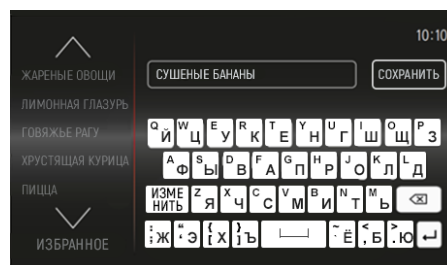 10:10
ЖАРЕНЫЕ ОВОЩИ
СУШЕНЫЕ БАНАНЫ
СОХРАНИТЬ
ЛИМОННАЯ ГЛАЗУРЬ
ГОВЯЖЬЕ РАГУ
ХРУСТЯЩАЯ КУРИЦА
ПИЦЦА
ИЗБРАННОЕ
Q Й W Ц E У R К T Е Y Н U Г I Ш O Щ P З
A Ф S Ы D В F А G П H Р J О K Л L Д
ИЗМЕ
НИТЬ Z Я X Ч C С V М B И N Т M Ь
; Ж Э { [ Х } ] Ъ ~ Ё < , Б > . Ю